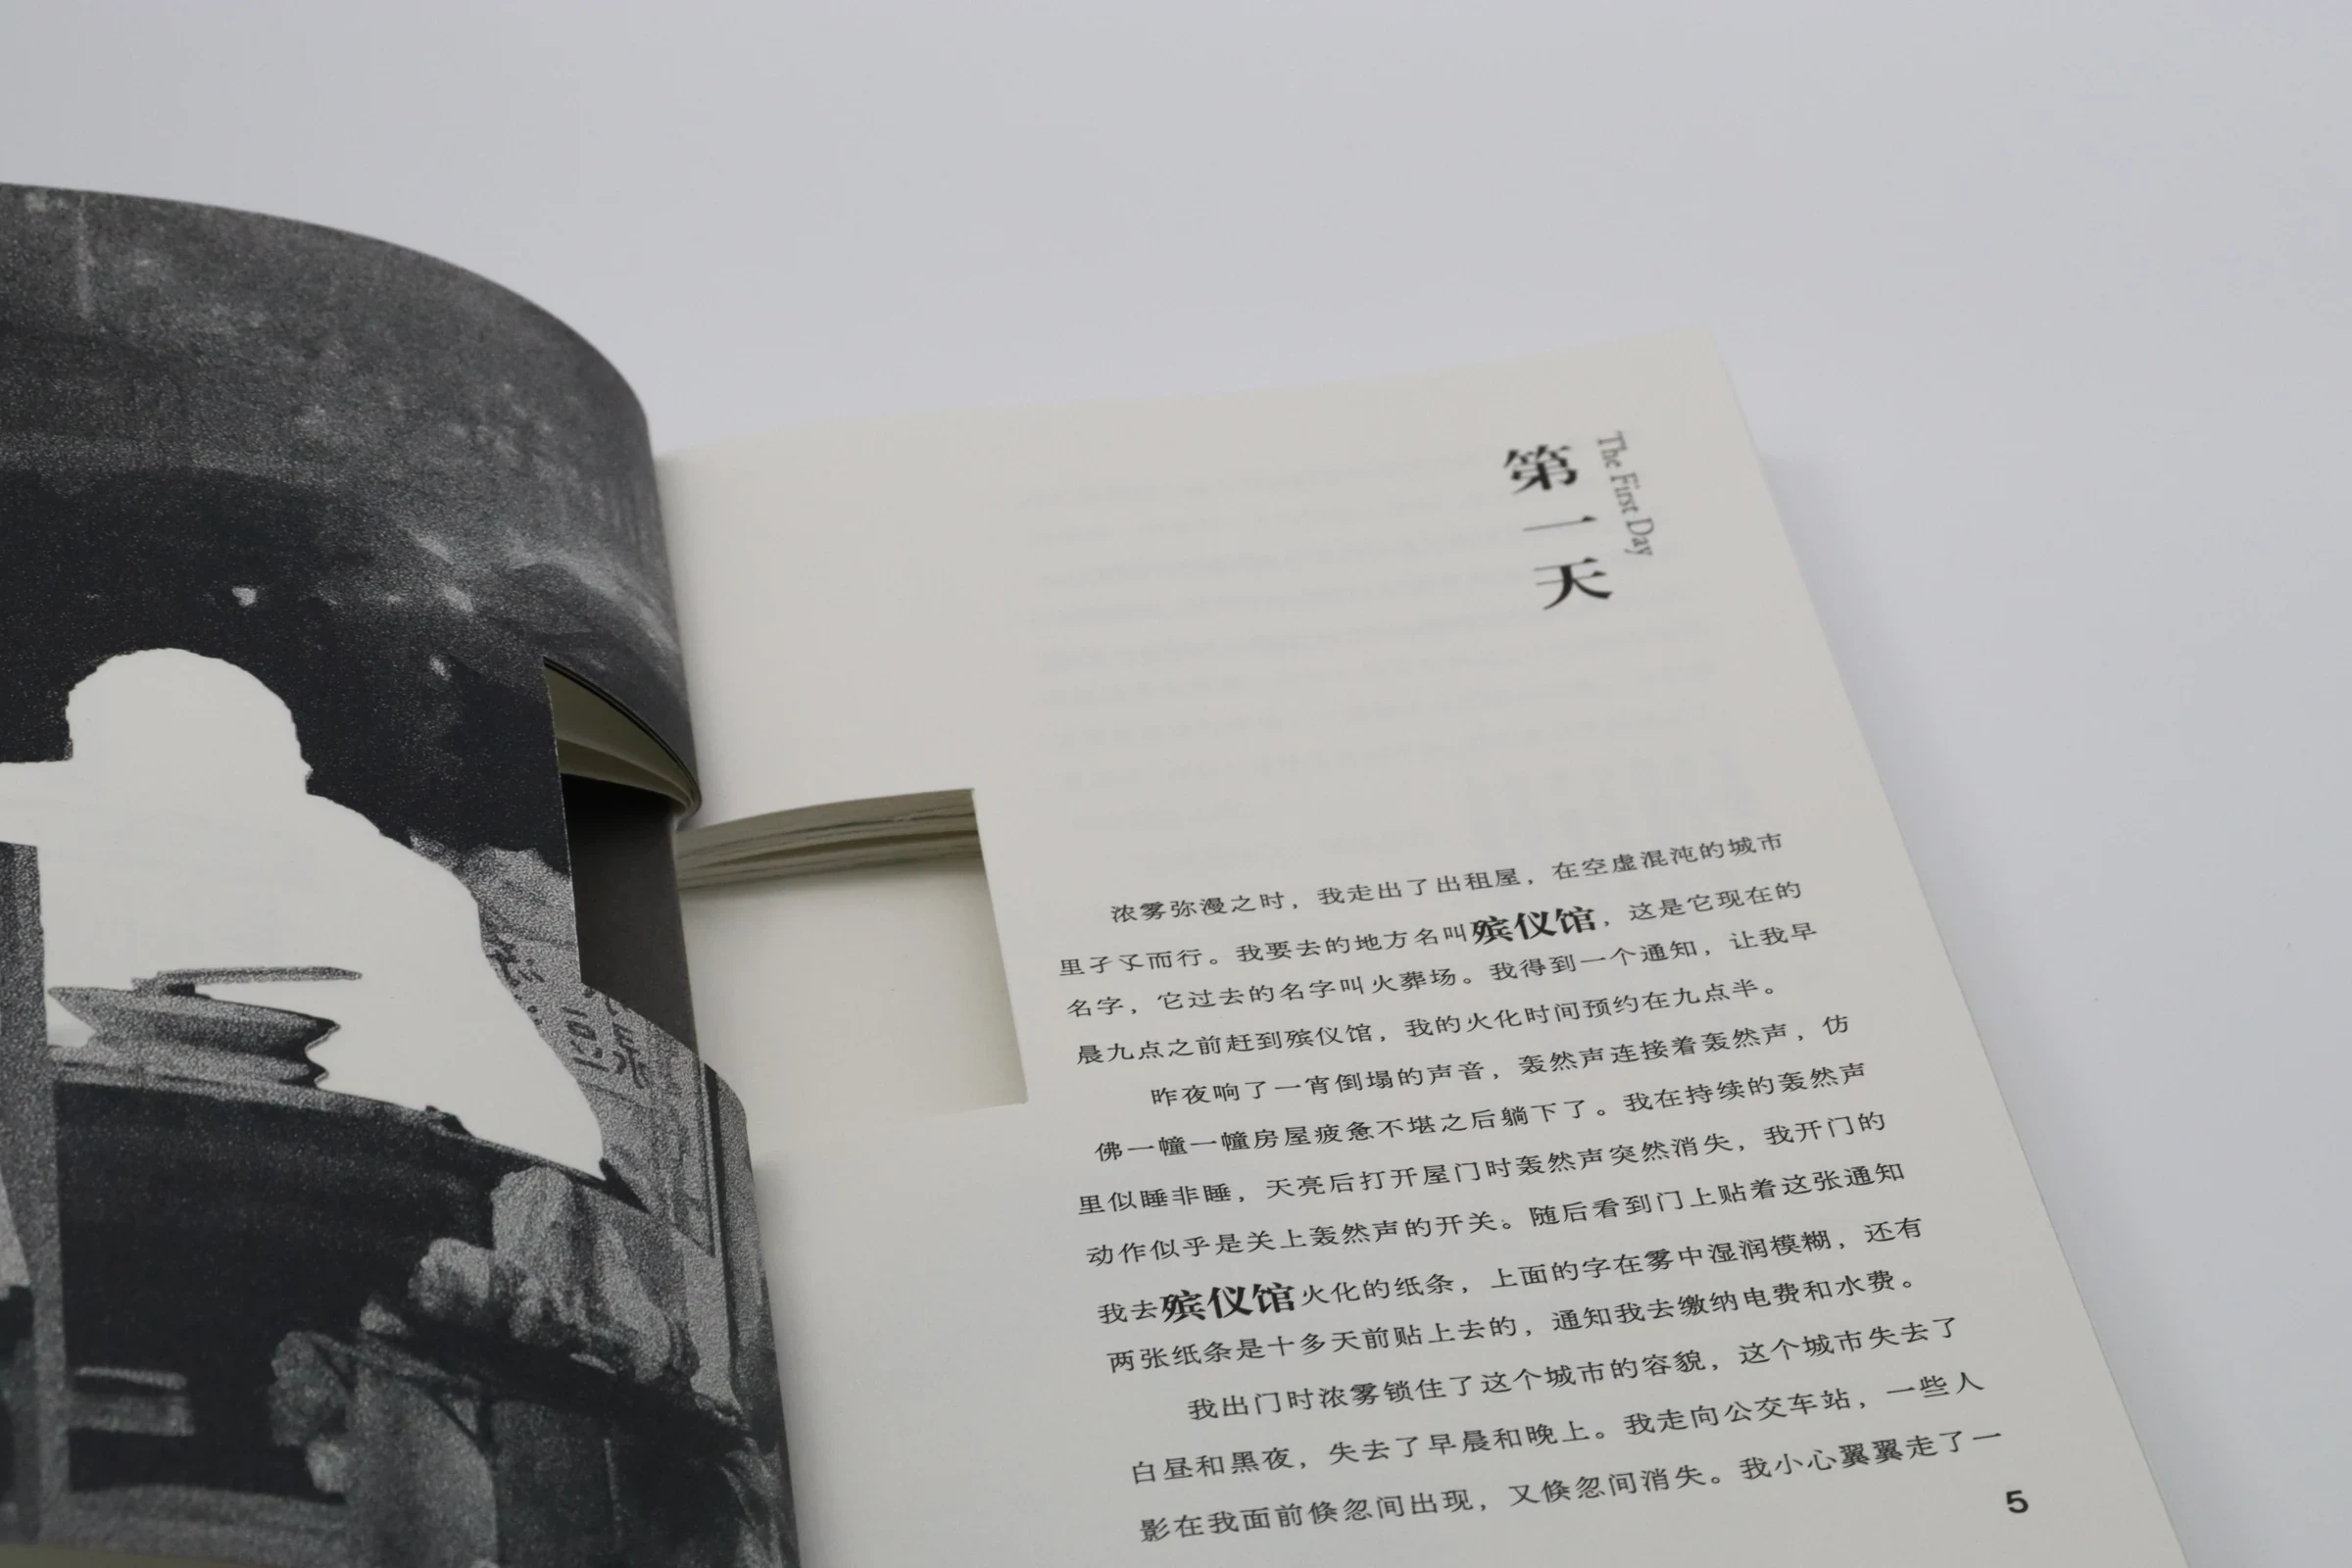 第一天
The First Day
浓雾弥漫之时，我走出了出租屋，在空虚混沌的城市
里孑孓而行。我要去的地方名叫殡仪馆，这是它现在的
名字，它过去的名字叫火葬场。我得到一个通知，让我早
晨九点之前赶到殡仪馆，我的火化时间预约在九点半。
昨夜响了一宵倒塌的声音，轰然声连接着轰然声，仿
佛一幢一幢房屋疲惫不堪之后躺下了。我在持续的轰然声
里似睡非睡，天亮后打开屋门时轰然声突然消失，我开门的
动作似乎是关上轰然声的开关。随后看到门上贴着这张通知
我去殡仪馆火化的纸条，上面的字在雾中湿润模糊，还有
两张纸条是十多天前贴上去的，通知我去缴纳电费和水费。
我出门时浓雾锁住了这个城市的容貌，这个城市失去了
白昼和黑夜，失去了早晨和晚上。我走向公交车站，一些人
影在我面前倏忽间出现，又倏忽间消失。我小心翼翼走了一
5